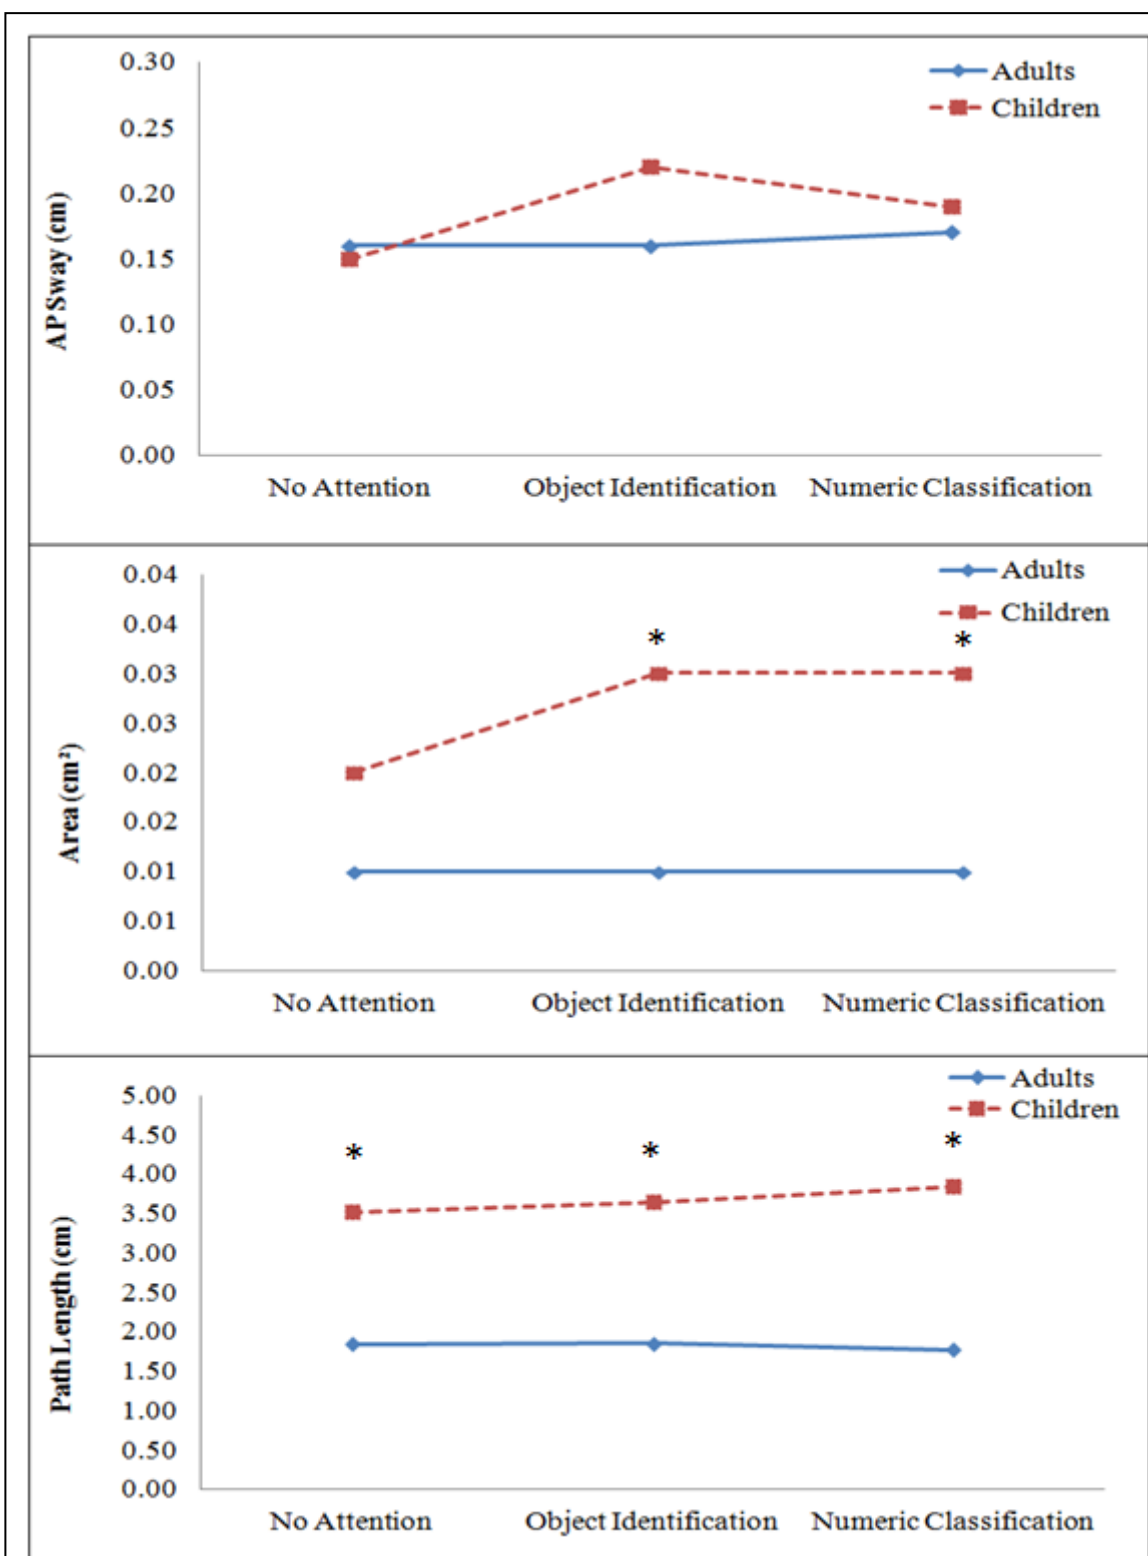 0.30
Adults
Children
0.25
0.20
0.15
0.10
0.05
0.00
AP Sway (cm)
No Attention Object Identification Numeric Classification
0.04
Adults
Children
0.04
*
*
0.03
0.03
0.02
0.02
0.01
0.01
0.00
Area (cm²)
No Attention Object Identification Numeric Classification
5.00
Adults
Children
4.50
*
*
*
4.00
3.50
3.00
2.50
2.00
1.50
1.00
0.50
0.00
Path Length (cm)
No Attention Object Identification Numeric Classification